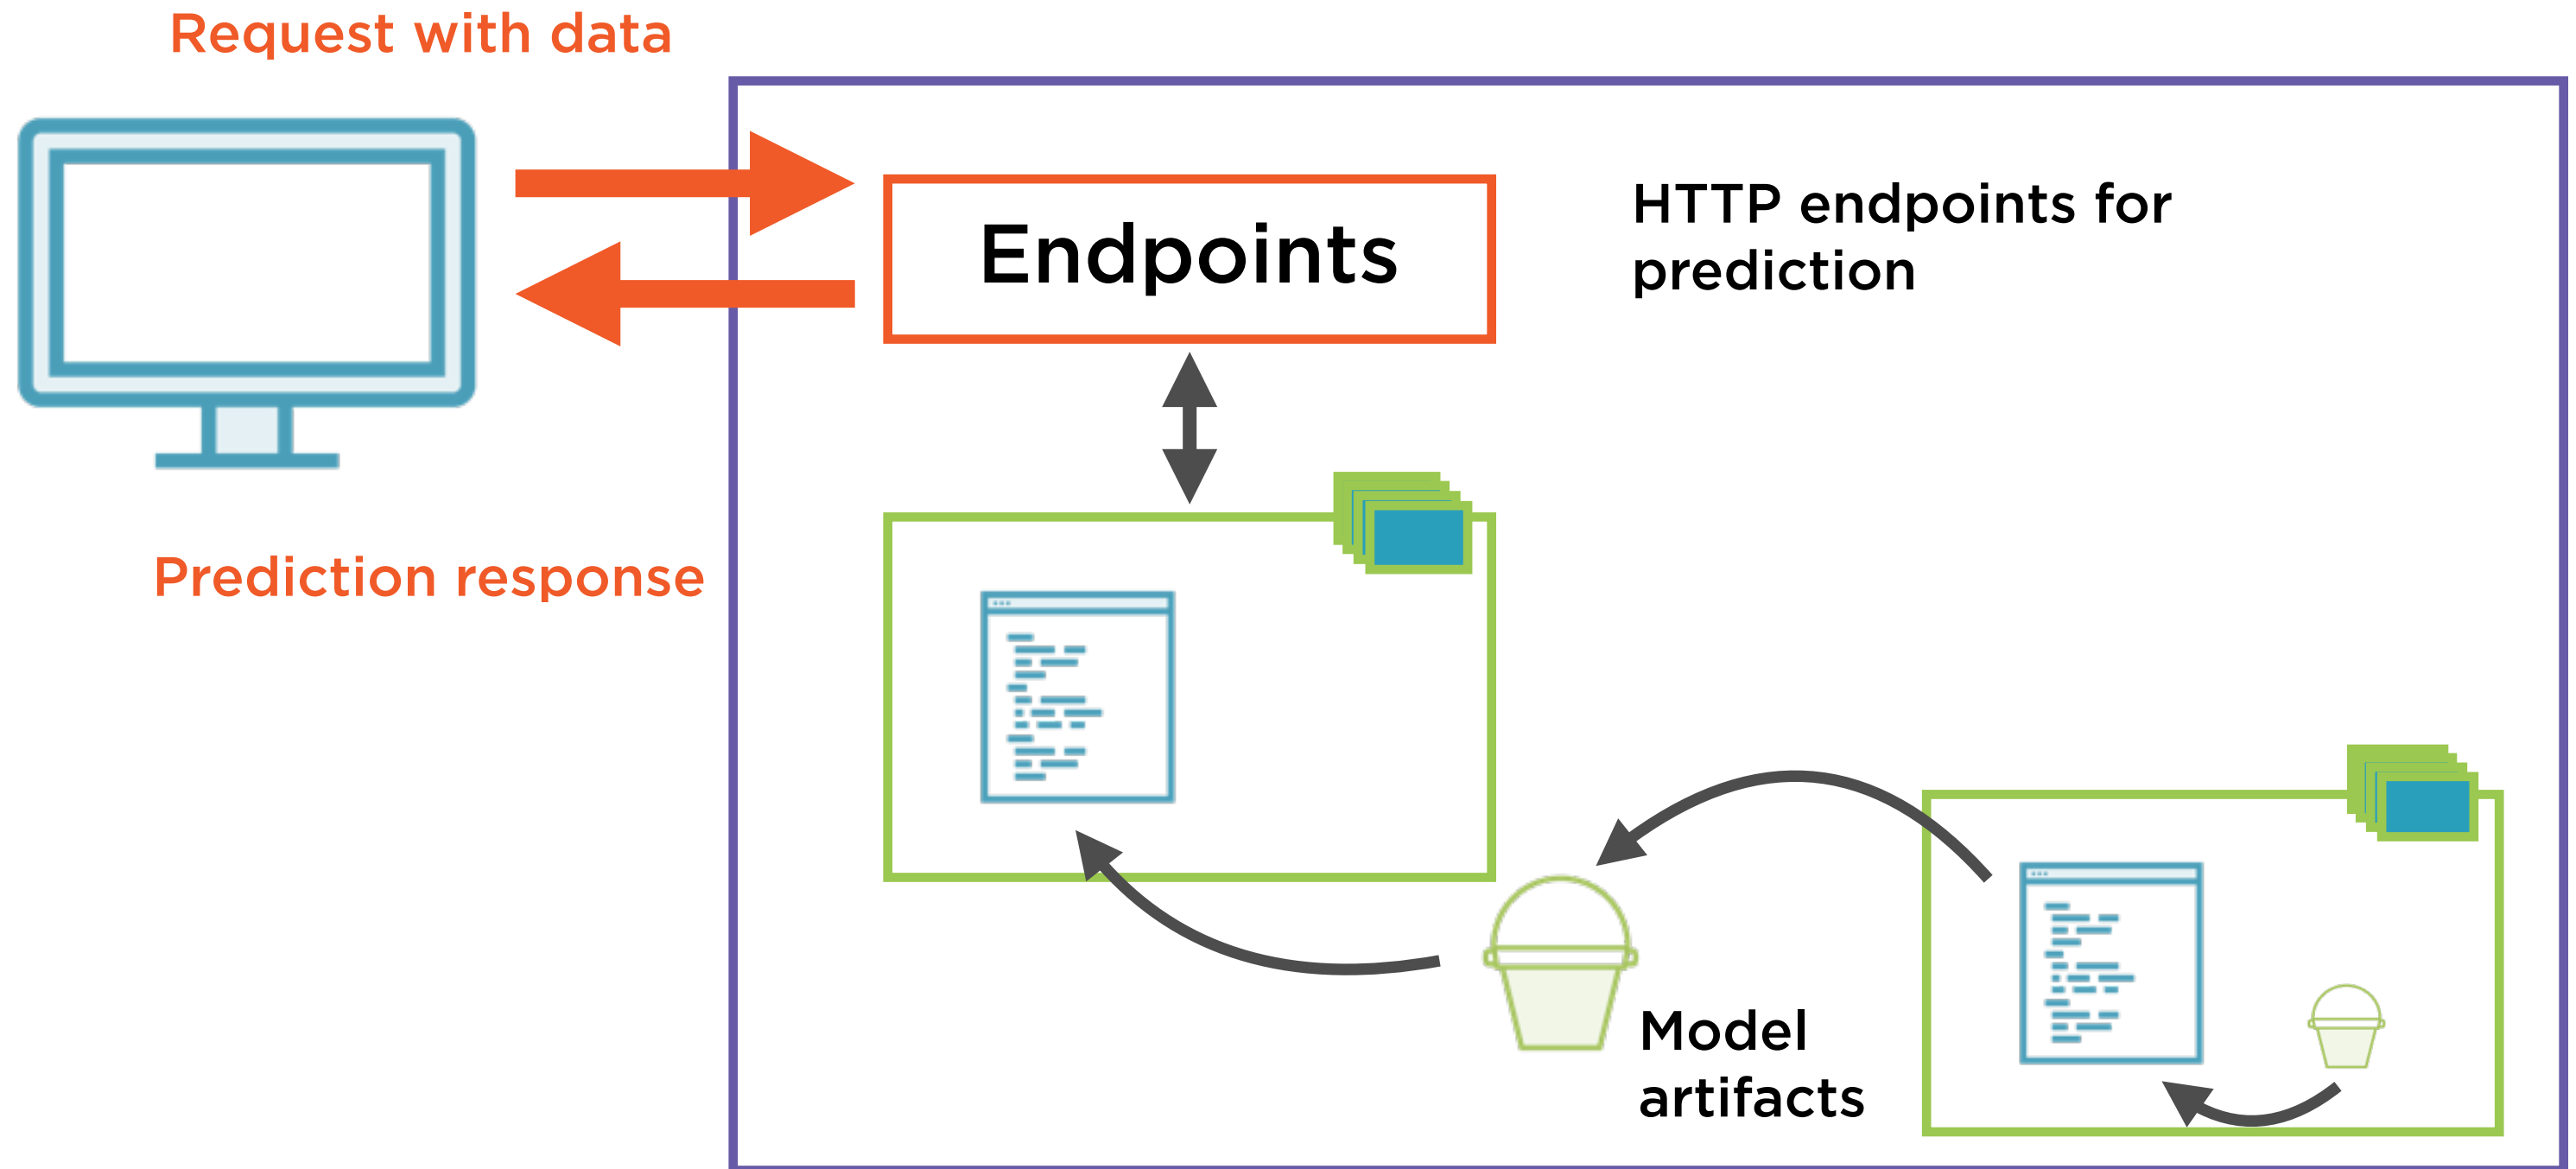 Request with data
Endpoints
HTTP endpoints for
prediction
Prediction response
Model
artifacts